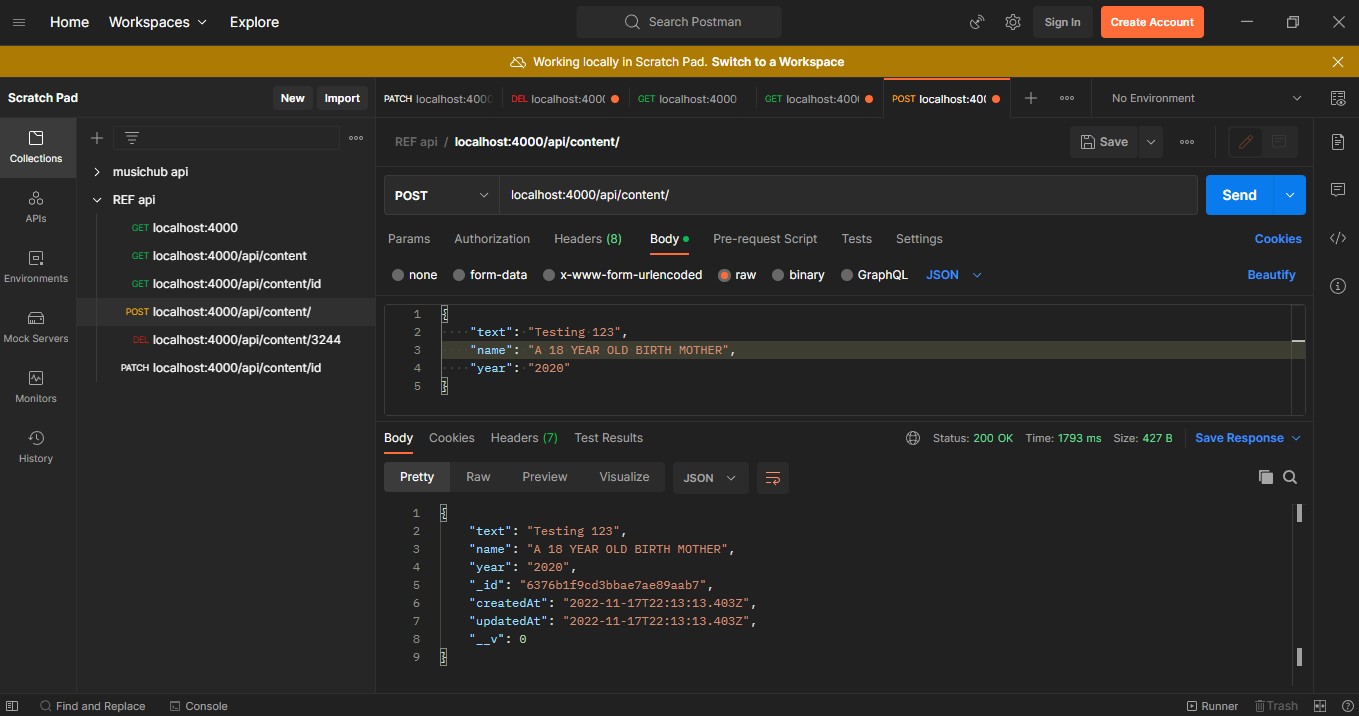 Home Workspaces Explore Search Postman Sign In Create Account
Working locally in Scratch Pad. Switch to a Workspace
Scratch Pad New Import
PATCH localhost:400 DEL localhost:400 GET localhost:4000 GET localhost:400 POST localhost:400 No Environment
Collections
APIs
Environments
Mock Servers
Monitors
History
musichub api
REF api
GET localhost:4000
GET localhost:4000/api/content
GET localhost:4000/api/content/id
POST localhost:4000/api/content/
DEL localhost:4000/api/content/3244
PATCH localhost:4000/api/content/id
REF api / localhost:4000/api/content/ Save
POST localhost:4000/api/content/ Send
Params Authorization Headers (8) Body Pre-request Script Tests Settings Cookies
none form-data x-www-form-urlencoded raw binary GraphQL JSON Beautify
1 {
2 "text": "Testing 123",
3 "name": "A 18 YEAR OLD BIRTH MOTHER",
4 "year": "2020"
5 }
Body Cookies Headers (7) Test Results Status: 200 OK Time: 1793 ms Size: 427 B Save Response
Pretty Raw Preview Visualize JSON
1 {
2 "text": "Testing 123",
3 "name": "A 18 YEAR OLD BIRTH MOTHER",
4 "year": "2020",
5 "_id": "6376b1f9cd3bbae7ae89aab7",
6 "createdAt": "2022-11-17T22:13:13.403Z",
7 "updatedAt": "2022-11-17T22:13:13.403Z",
8 "__v": 0
9 }
Find and Replace Console Runner Trash